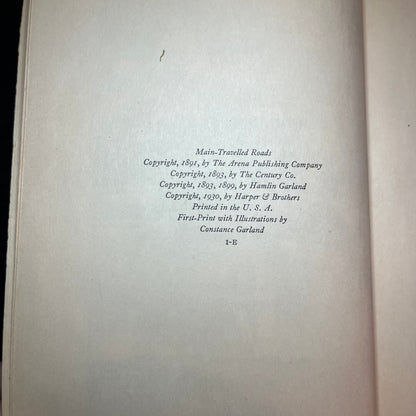 Main-Travelled Roads
Copyright, 1891, by The Arena Publishing Company
Copyright, 1893, by The Century Co.
Copyright, 1893, 1899, by Hamlin Garland
Copyright, 1930, by Harper & Brothers
Printed in the U. S. A.
First-Print with Illustrations by
Constance Garland
I-E